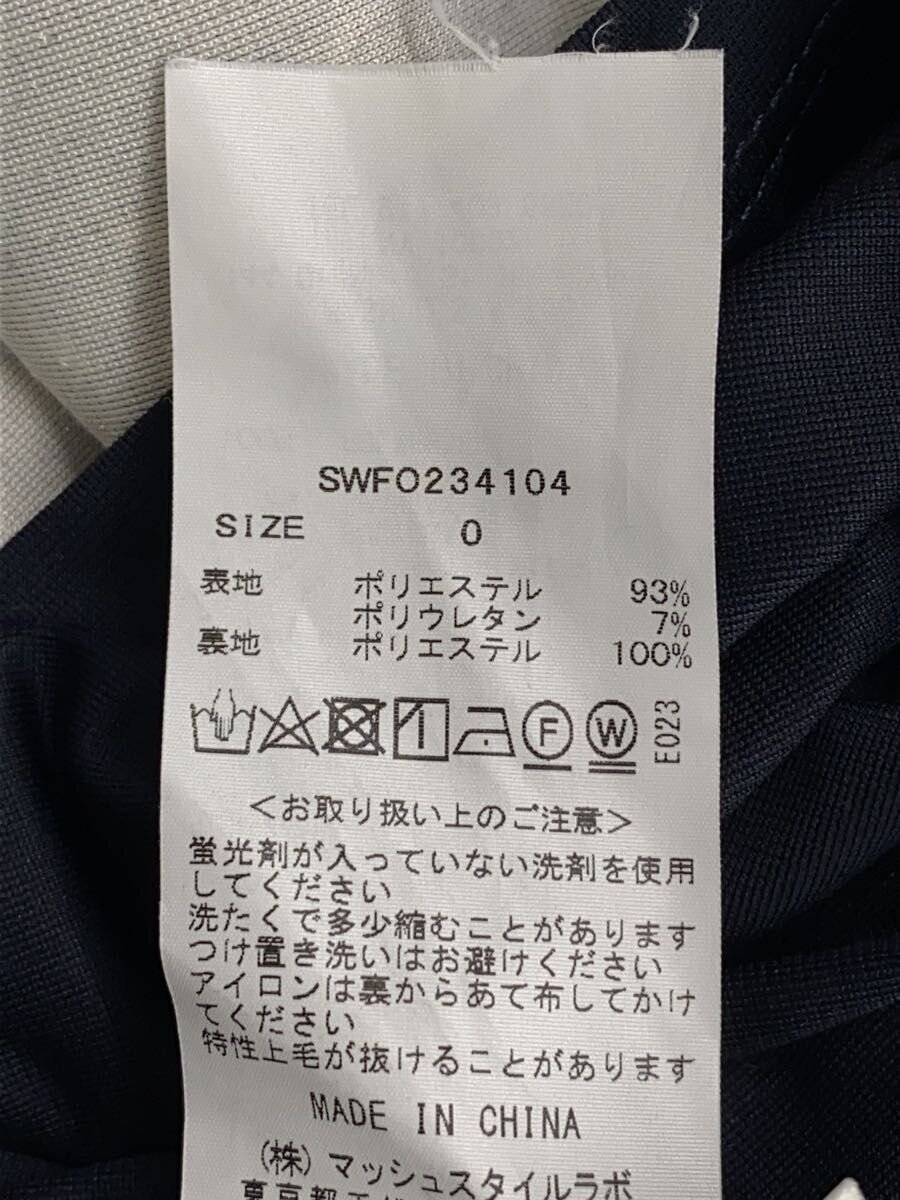 SWFO234104
SIZE 0
表地 ポリエステル 93%
ポリウレタン 7%
裏地 ポリエステル 100%
F W E023
<お取り扱い上のご注意>
蛍光剤が入っていない洗剤を使用
してください
洗たくで多少縮むことがあります
つけ置き洗いはお避けください
アイロンは裏からあて布してかけ
てください
特性上毛が抜けることがあります
MADE IN CHINA
(株) マッシュスタイルラボ
東京都千